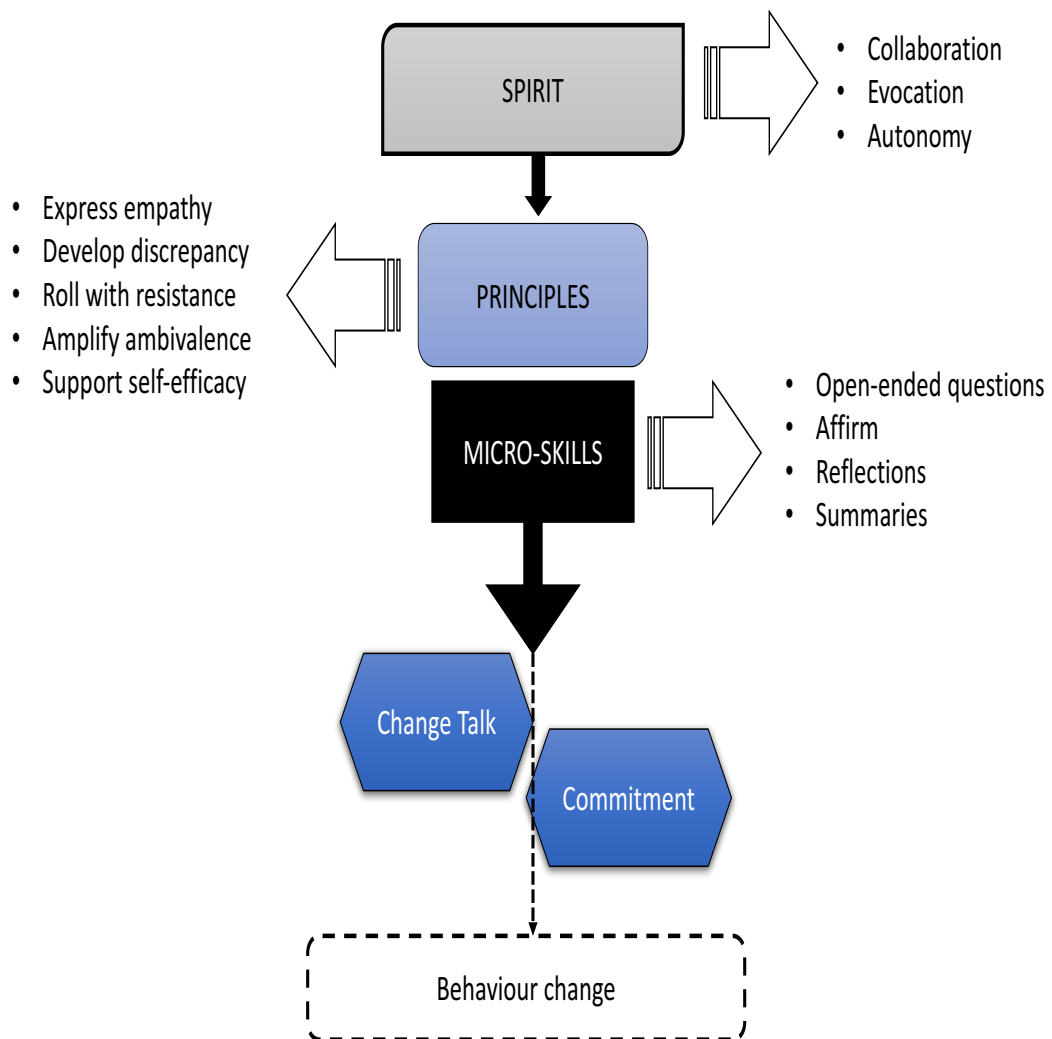 SPIRIT
• Collaboration
• Evocation
• Autonomy
• Express empathy
• Develop discrepancy
• Roll with resistance
• Amplify ambivalence
• Support self-efficacy
PRINCIPLES
MICRO-SKILLS
• Open-ended questions
• Affirm
• Reflections
• Summaries
Change Talk
Commitment
Behaviour change